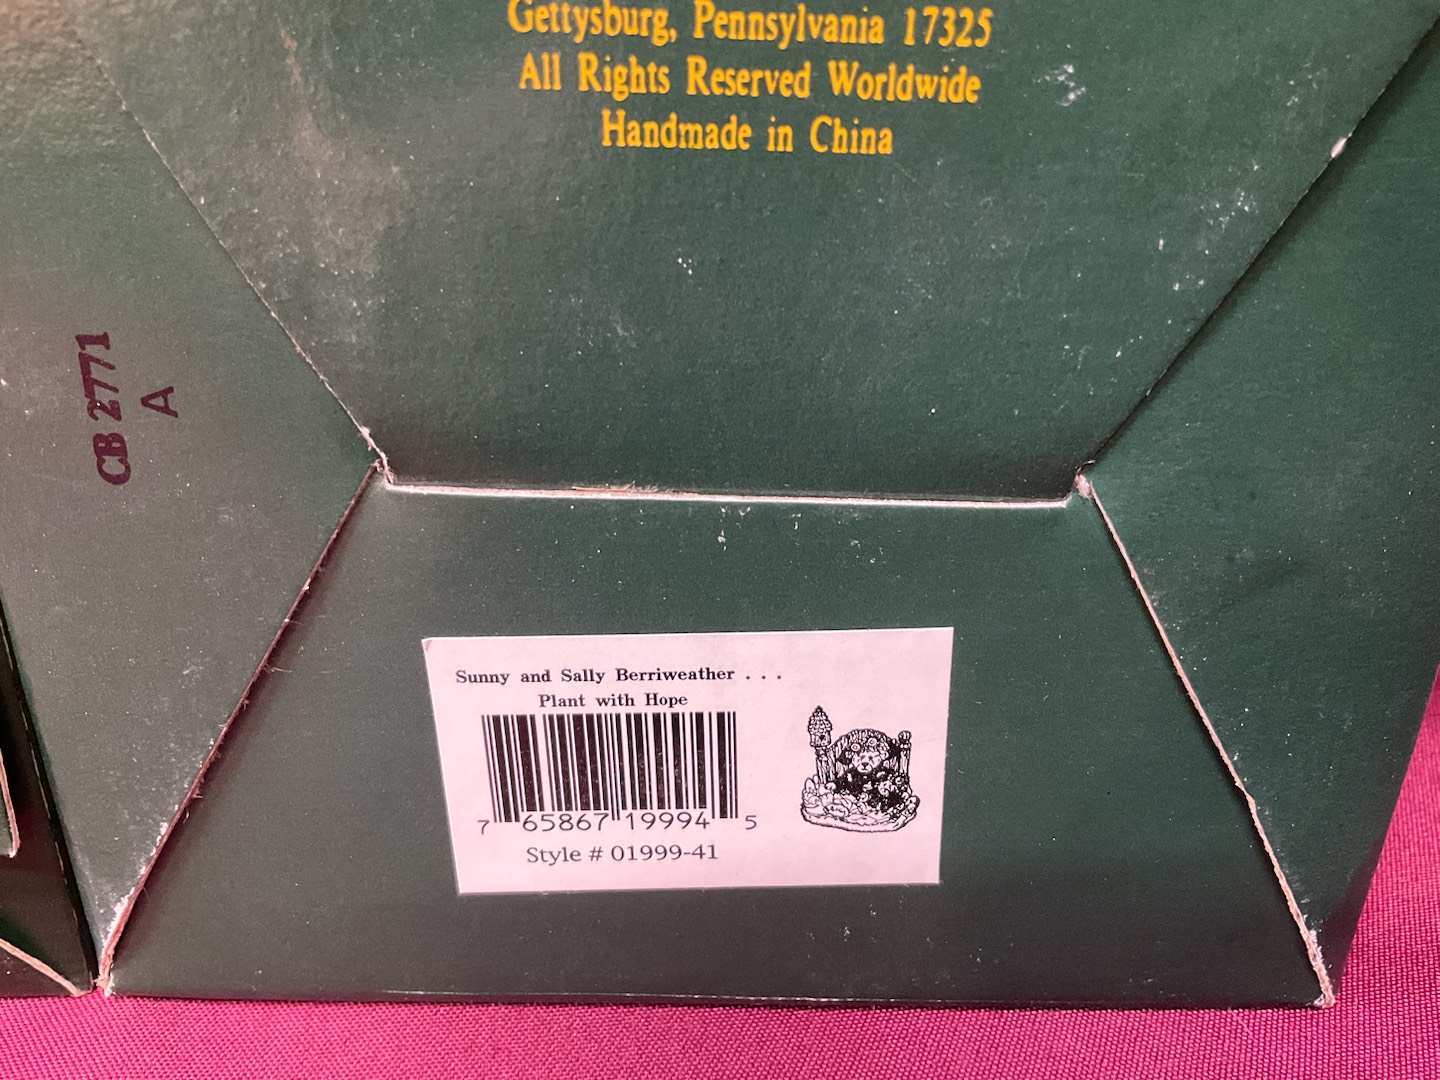 Gettysburg, Pennsylvania 17325
All Rights Reserved Worldwide
Handmade in China
CB 2771
A
Sunny and Sally Berriweather . . .
Plant with Hope
7 65867 19994 5
Style # 01999-41